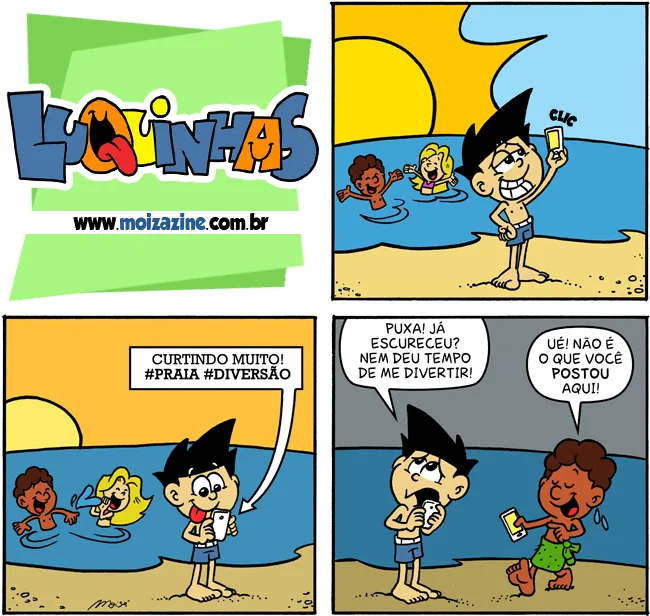 LUQUINHAS
www.moizazine.com.br
CLIC
CURTINDO MUITO!
#PRAIA #DIVERSÃO
PUXA! JÁ
ESCURECEU?
NEM DEU TEMPO
DE ME DIVERTIR!
UÉ! NÃO É
O QUE VOCÊ
POSTOU
AQUI!